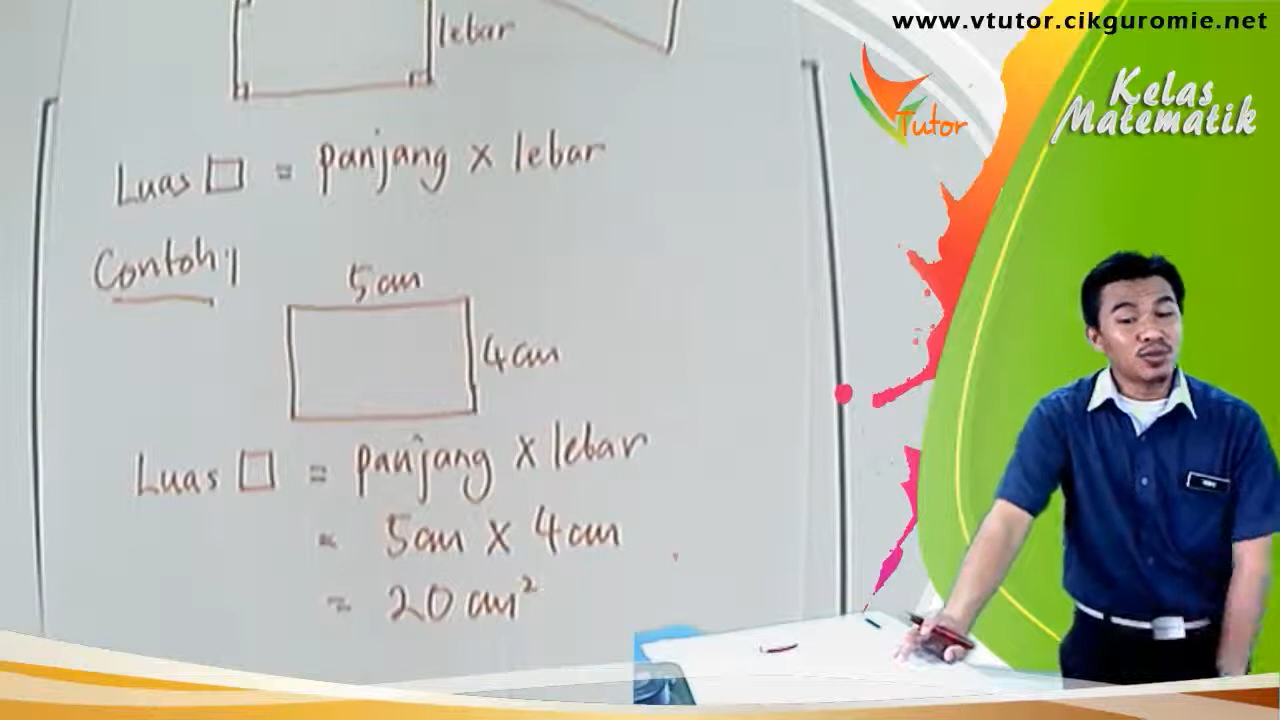 www.vtutor.cikguromie.net
Tutor
Kelas
Matematik
lebar
Luas □ = panjang x lebar
Contoh;
5cm
4cm
Luas □ = panjang x lebar
= 5cm x 4cm
= 20 cm²